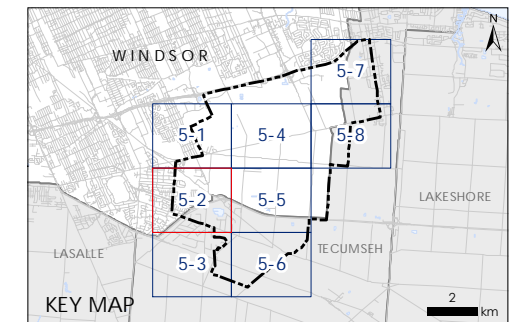 N
WINDSOR
5-7
5-1
5-4
5-8
5-2
5-5
LAKESHORE
LASALLE
TECUMSEH
5-3
5-6
KEY MAP
2
km